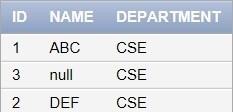 ID NAME DEPARTMENT
1 ABC CSE
3 null CSE
2 DEF CSE